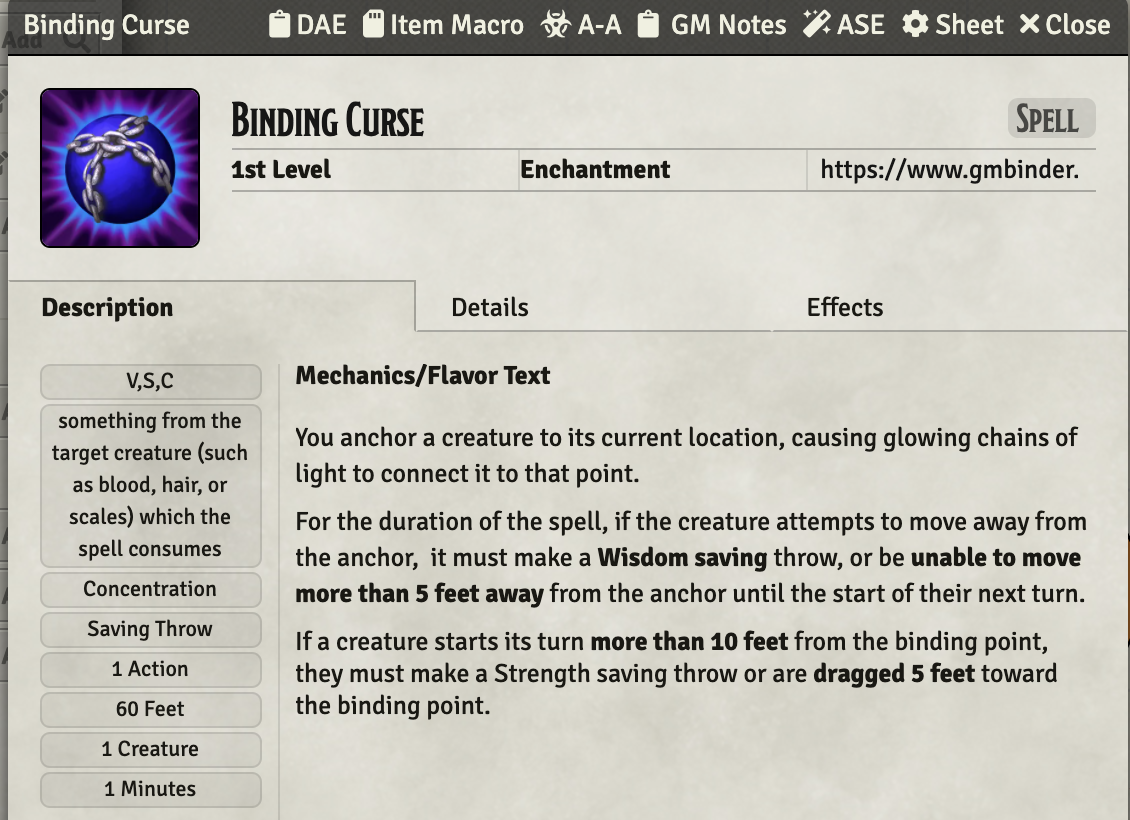 Binding Curse DAE Item Macro A-A GM Notes ASE Sheet Close
Add
Binding Curse
Spell
1st Level Enchantment https://www.gmbinder.
Description Details Effects
V,S,C
something from the
target creature (such
as blood, hair, or
scales) which the
spell consumes
Concentration
Saving Throw
1 Action
60 Feet
1 Creature
1 Minutes
Mechanics/Flavor Text
You anchor a creature to its current location, causing glowing chains of
light to connect it to that point.
For the duration of the spell, if the creature attempts to move away from
the anchor,  it must make a Wisdom saving throw, or be unable to move
more than 5 feet away from the anchor until the start of their next turn.
If a creature starts its turn more than 10 feet from the binding point,
they must make a Strength saving throw or are dragged 5 feet toward
the binding point.